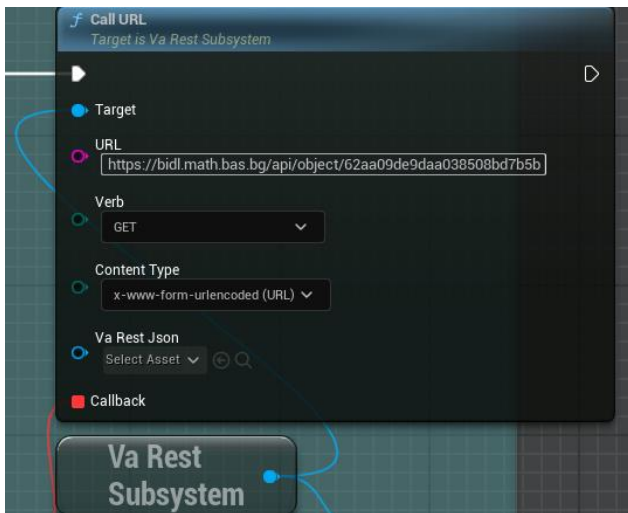 f Call URL
Target is Va Rest Subsystem
Target
URL
https://bidl.math.bas.bg/api/object/62aa09de9daa038508bd7b5b
Verb
GET
Content Type
x-www-form-urlencoded (URL)
Va Rest Json
Select Asset
Callback
Va Rest
Subsystem